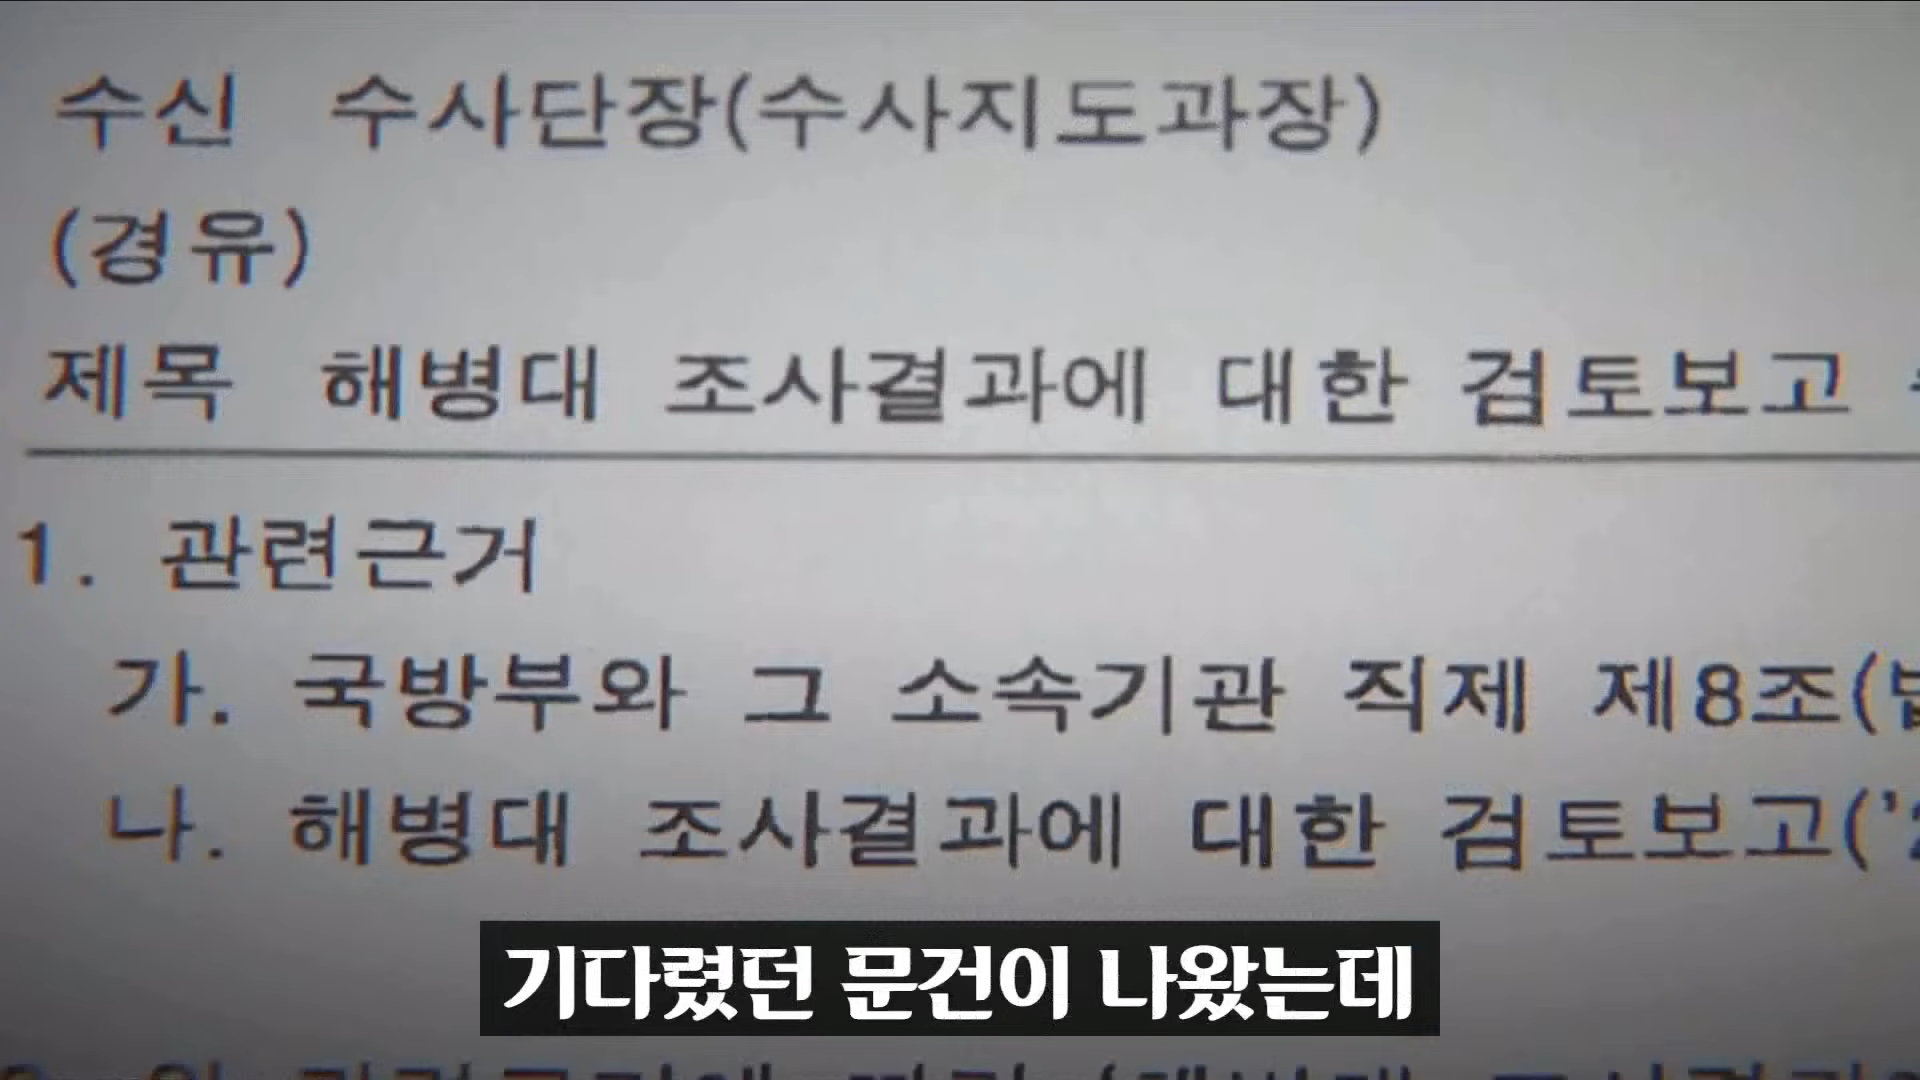 수신 수사단장(수사지도과장)
(경유)
제목 해병대 조사결과에 대한 검토보고
1. 관련근거
가. 국방부와 그 소속기관 직제 제8조(
나. 해병대 조사결과에 대한 검토보고('
기다렸던 문건이 나왔는데